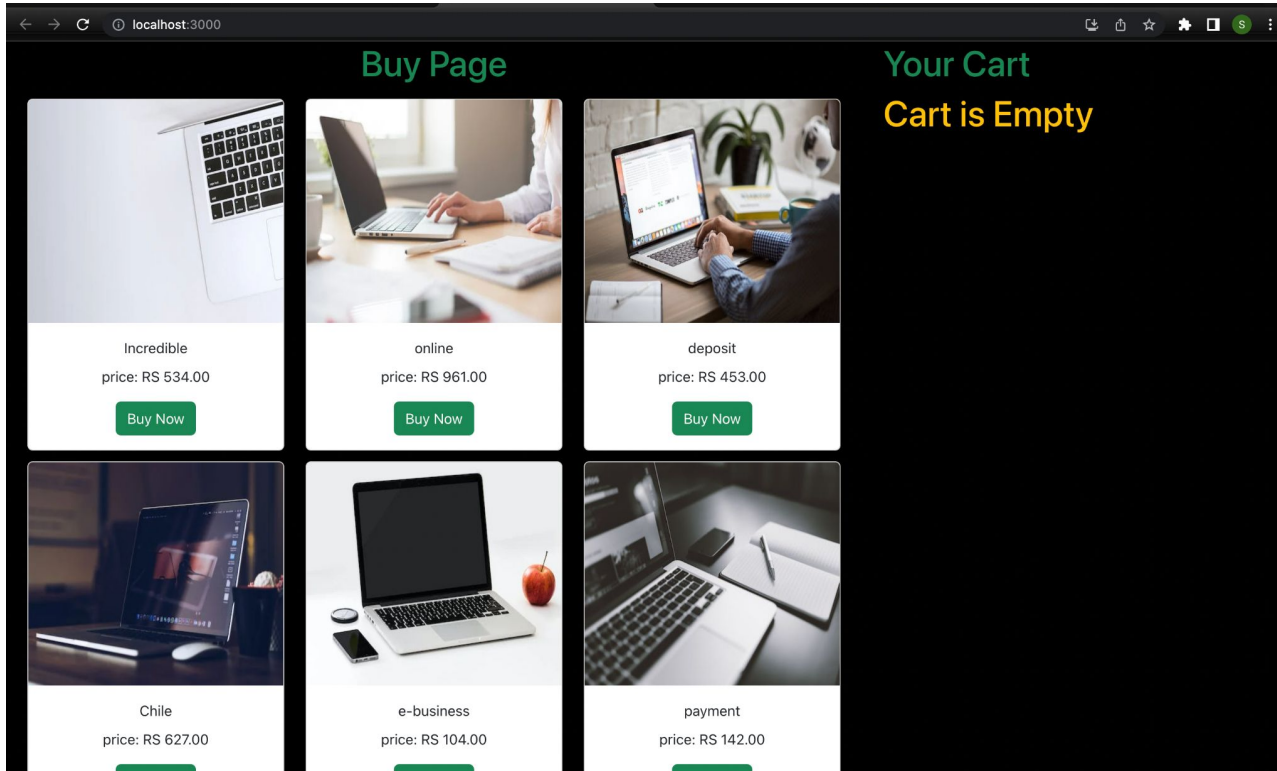 localhost:3000
S
Buy Page
Your Cart
Cart is Empty
Incredible
price: RS 534.00
Buy Now
online
price: RS 961.00
Buy Now
deposit
price: RS 453.00
Buy Now
Chile
price: RS 627.00
e-business
price: RS 104.00
payment
price: RS 142.00